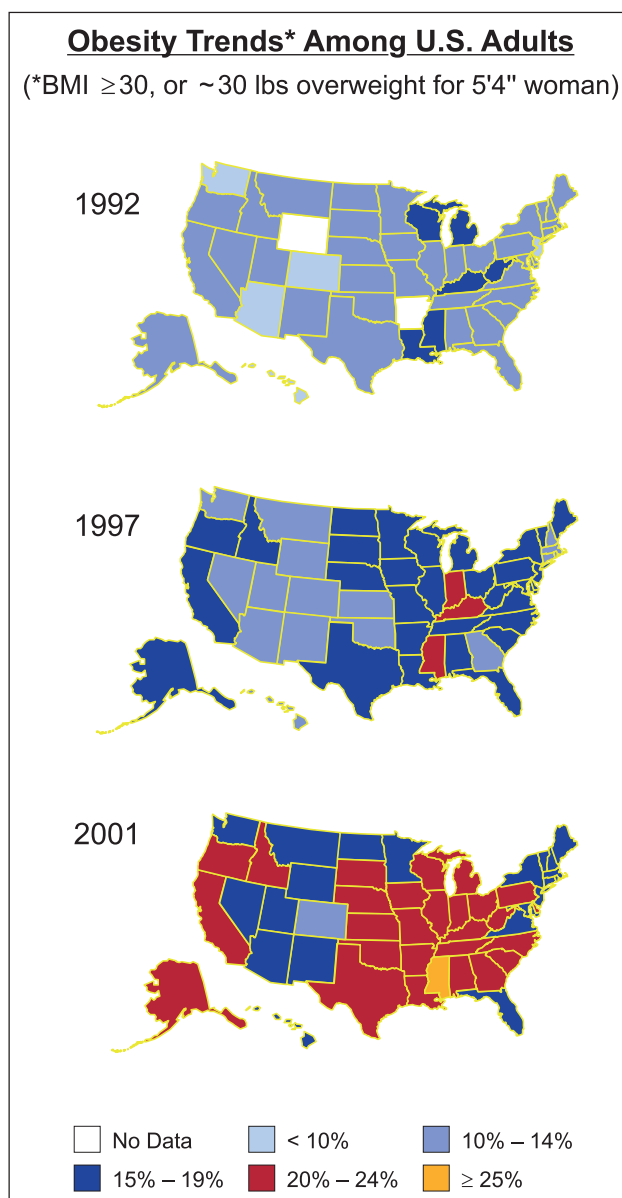 Obesity Trends* Among U.S. Adults
(*BMI ≥30, or ~30 lbs overweight for 5'4" woman)
1992
1997
2001
No Data
< 10%
10% – 14%
15% – 19%
20% – 24%
≥ 25%